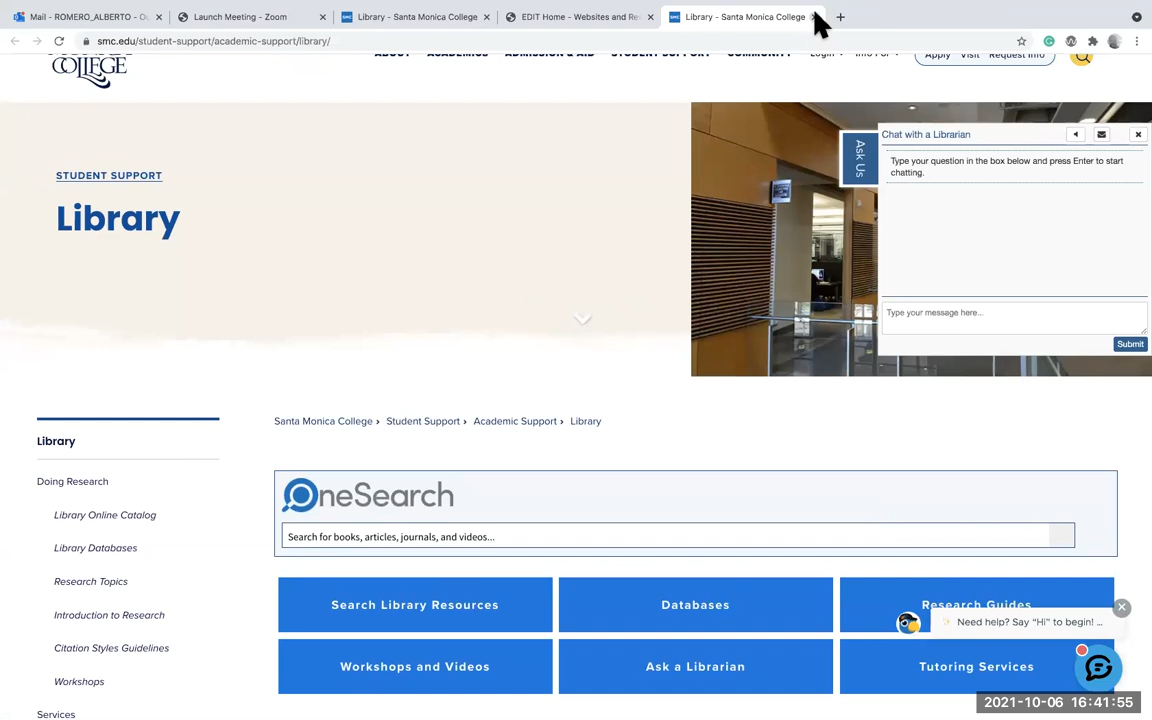 Mail - ROMERO_ALBERTO - Ou
Launch Meeting - Zoom
Library - Santa Monica College
EDIT Home - Websites and Res
Library - Santa Monica College
smc.edu/student-support/academic-support/library/
COLLEGE
ABOUT
ACADEMICS
ADMISSION & AID
STUDENT SUPPORT
COMMUNITY
Login
Info For
Apply
Visit
Request Info
STUDENT SUPPORT
Library
Ask Us
Chat with a Librarian
Type your question in the box below and press Enter to start
chatting.
Type your message here...
Submit
Library
Doing Research
Library Online Catalog
Library Databases
Research Topics
Introduction to Research
Citation Styles Guidelines
Workshops
Services
Santa Monica College › Student Support › Academic Support › Library
OneSearch
Search for books, articles, journals, and videos...
Search Library Resources
Databases
Research Guides
Workshops and Videos
Ask a Librarian
Tutoring Services
Need help? Say “Hi” to begin! ...
2021-10-06 16:41:55